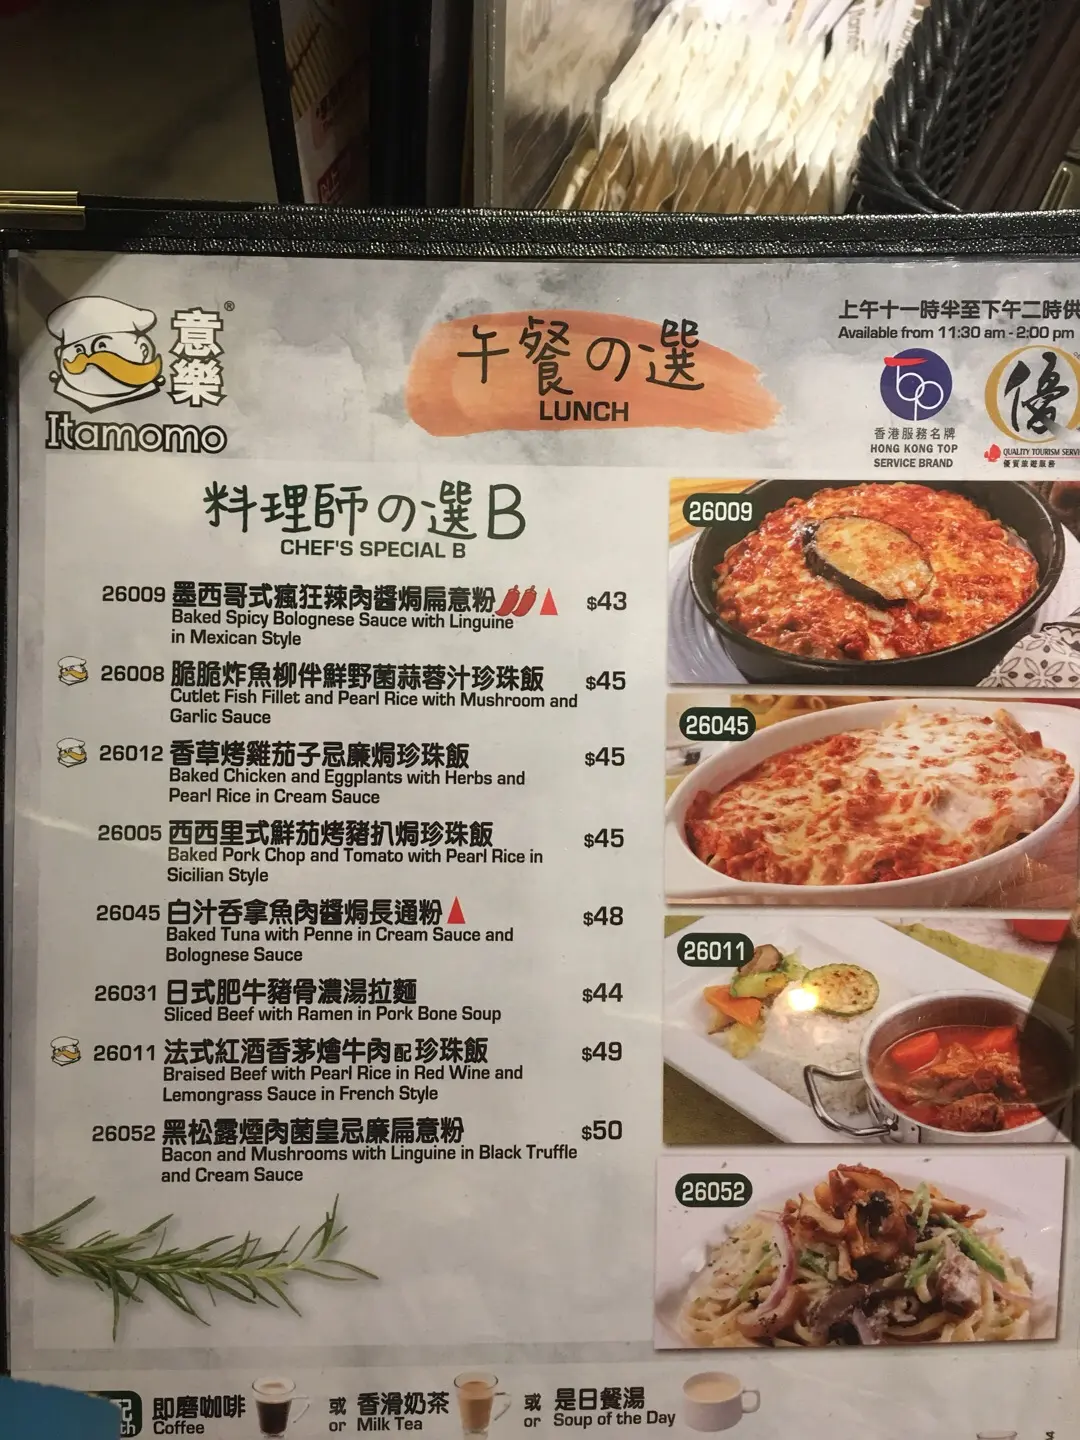 意樂®
Itamomo
午餐の選
LUNCH
上午十一時半至下午二時供
Available from 11:30 am - 2:00 pm
top
香港服務名牌
HONG KONG TOP
SERVICE BRAND
優
QUALITY TOURISM SERVI
優質旅遊服務
料理師の選B
CHEF'S SPECIAL B
26009 墨西哥式瘋狂辣肉醬焗扁意粉 $43
Baked Spicy Bolognese Sauce with Linguine
in Mexican Style
26008 脆脆炸魚柳伴鮮野菌蒜蓉汁珍珠飯 $45
Cutlet Fish Fillet and Pearl Rice with Mushroom and
Garlic Sauce
26012 香草烤雞茄子忌廉焗珍珠飯 $45
Baked Chicken and Eggplants with Herbs and
Pearl Rice in Cream Sauce
26005 西西里式鮮茄烤豬扒焗珍珠飯 $45
Baked Pork Chop and Tomato with Pearl Rice in
Sicilian Style
26045 白汁吞拿魚肉醬焗長通粉 $48
Baked Tuna with Penne in Cream Sauce and
Bolognese Sauce
26031 日式肥牛豬骨濃湯拉麵 $44
Sliced Beef with Ramen in Pork Bone Soup
26011 法式紅酒香茅燴牛肉配珍珠飯 $49
Braised Beef with Pearl Rice in Red Wine and
Lemongrass Sauce in French Style
26052 黑松露煙肉菌皇忌廉扁意粉 $50
Bacon and Mushrooms with Linguine in Black Truffle
and Cream Sauce
26009
26045
26011
26052
配 即磨咖啡 或 香滑奶茶 或 是日餐湯
th Coffee or Milk Tea or Soup of the Day